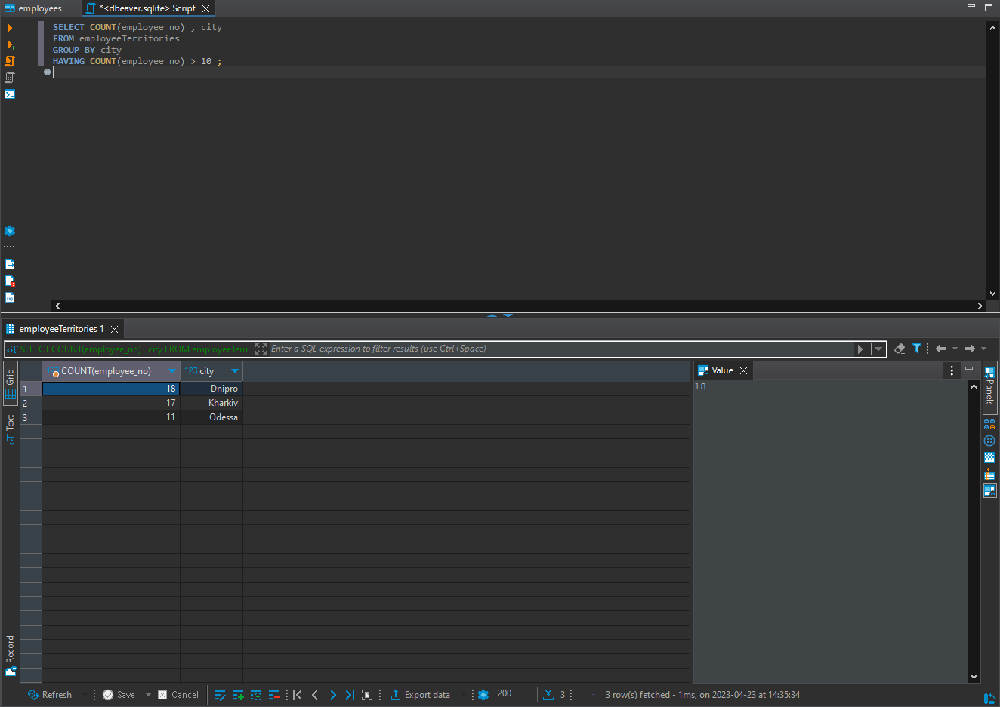 employees
*<dbeaver.sqlite> Script
SELECT COUNT(employee_no) , city
FROM employeeTerritories
GROUP BY city
HAVING COUNT(employee_no) > 10 ;
employeeTerritories 1
SELECT COUNT(employee_no) , city FROM employeeTerri
Enter a SQL expression to filter results (use Ctrl+Space)
Grid
Text
Record
123 COUNT(employee_no)
123 city
1 18 Dnipro
2 17 Kharkiv
3 11 Odessa
Value
18
Panels
Refresh
Save
Cancel
Export data
200
3
3 row(s) fetched - 1ms, on 2023-04-23 at 14:35:34